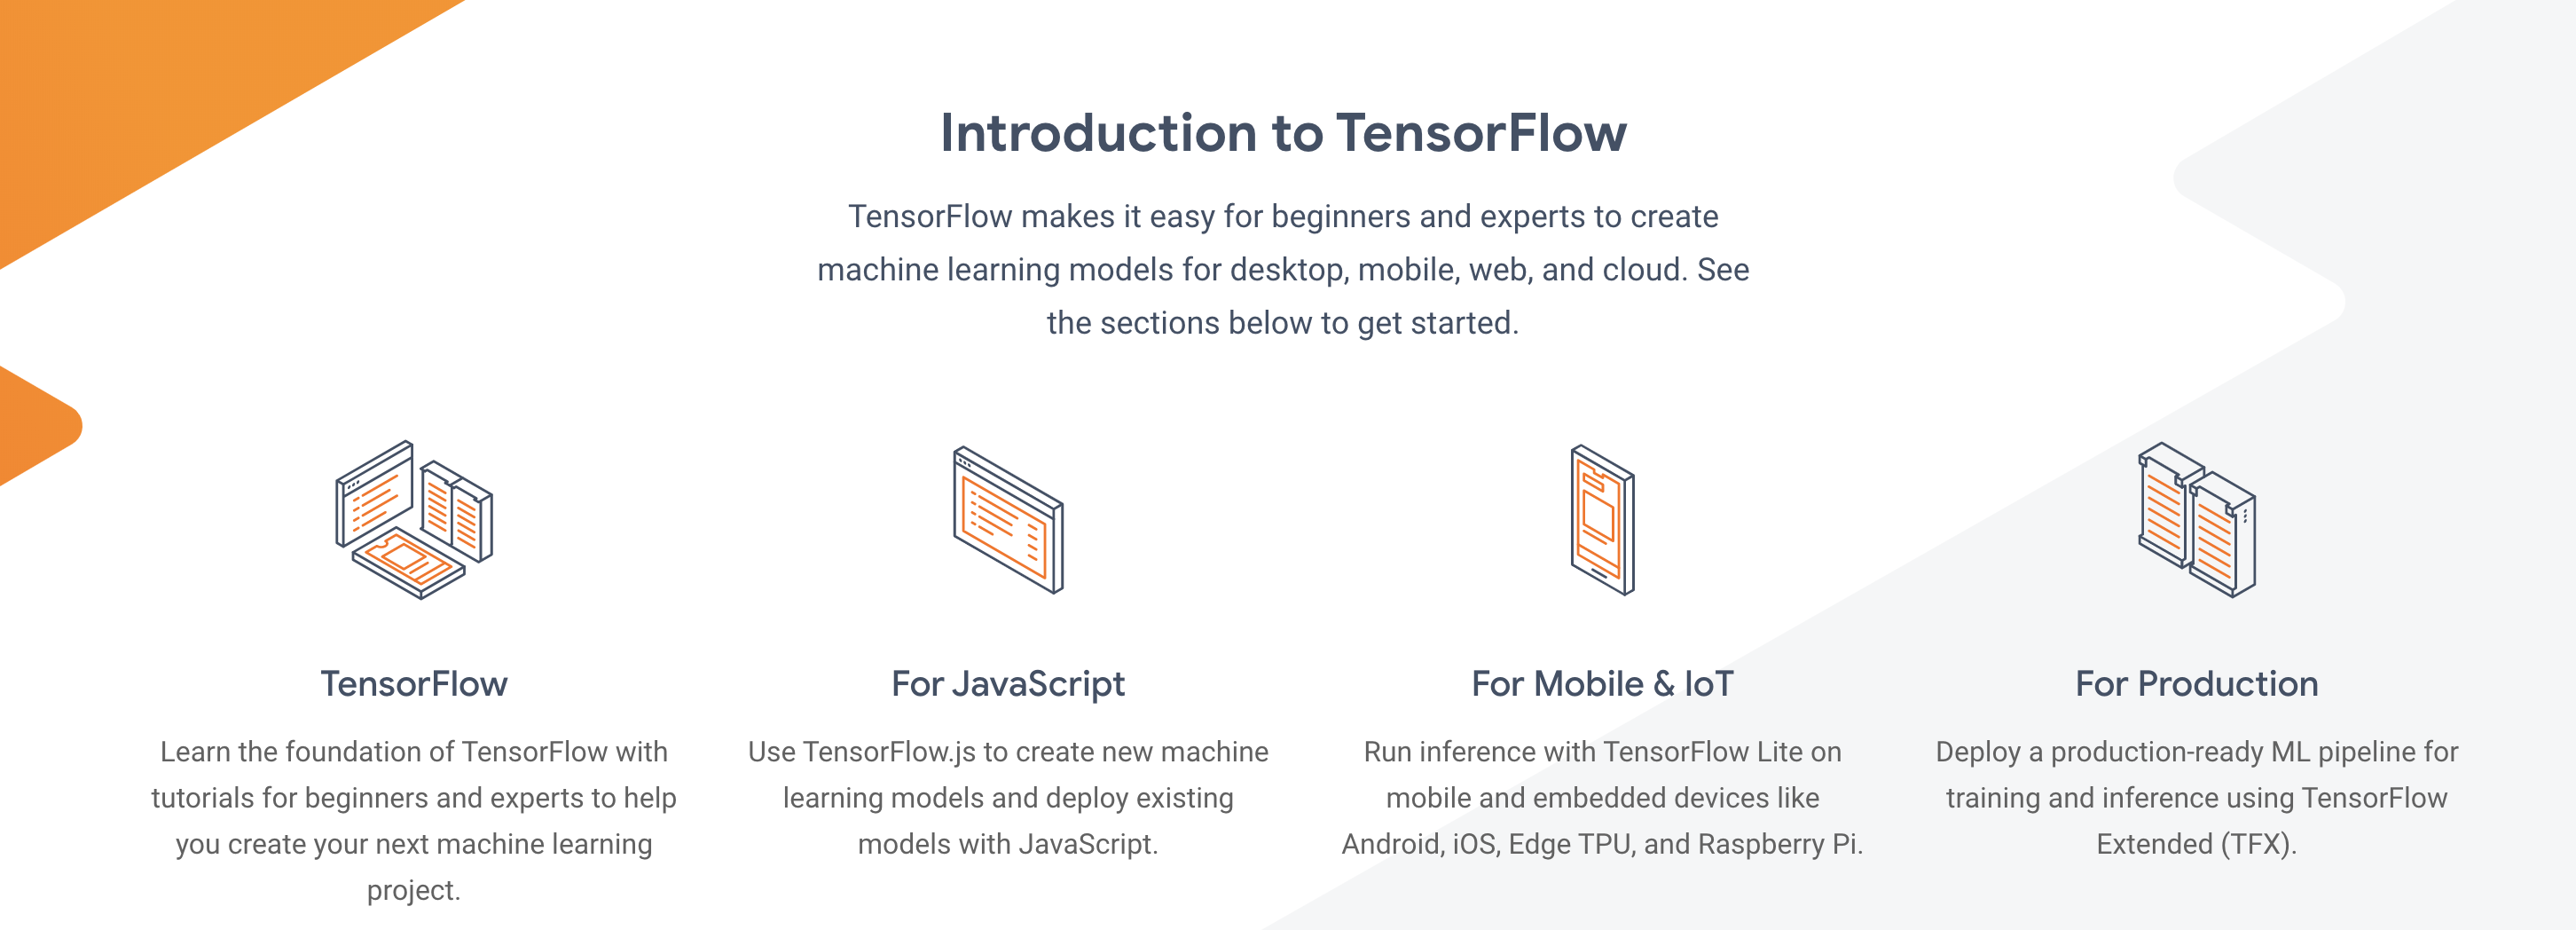 Introduction to TensorFlow
TensorFlow makes it easy for beginners and experts to create
machine learning models for desktop, mobile, web, and cloud. See
the sections below to get started.
TensorFlow
Learn the foundation of TensorFlow with
tutorials for beginners and experts to help
you create your next machine learning
project.
For JavaScript
Use TensorFlow.js to create new machine
learning models and deploy existing
models with JavaScript.
For Mobile & IoT
Run inference with TensorFlow Lite on
mobile and embedded devices like
Android, iOS, Edge TPU, and Raspberry Pi.
For Production
Deploy a production-ready ML pipeline for
training and inference using TensorFlow
Extended (TFX).